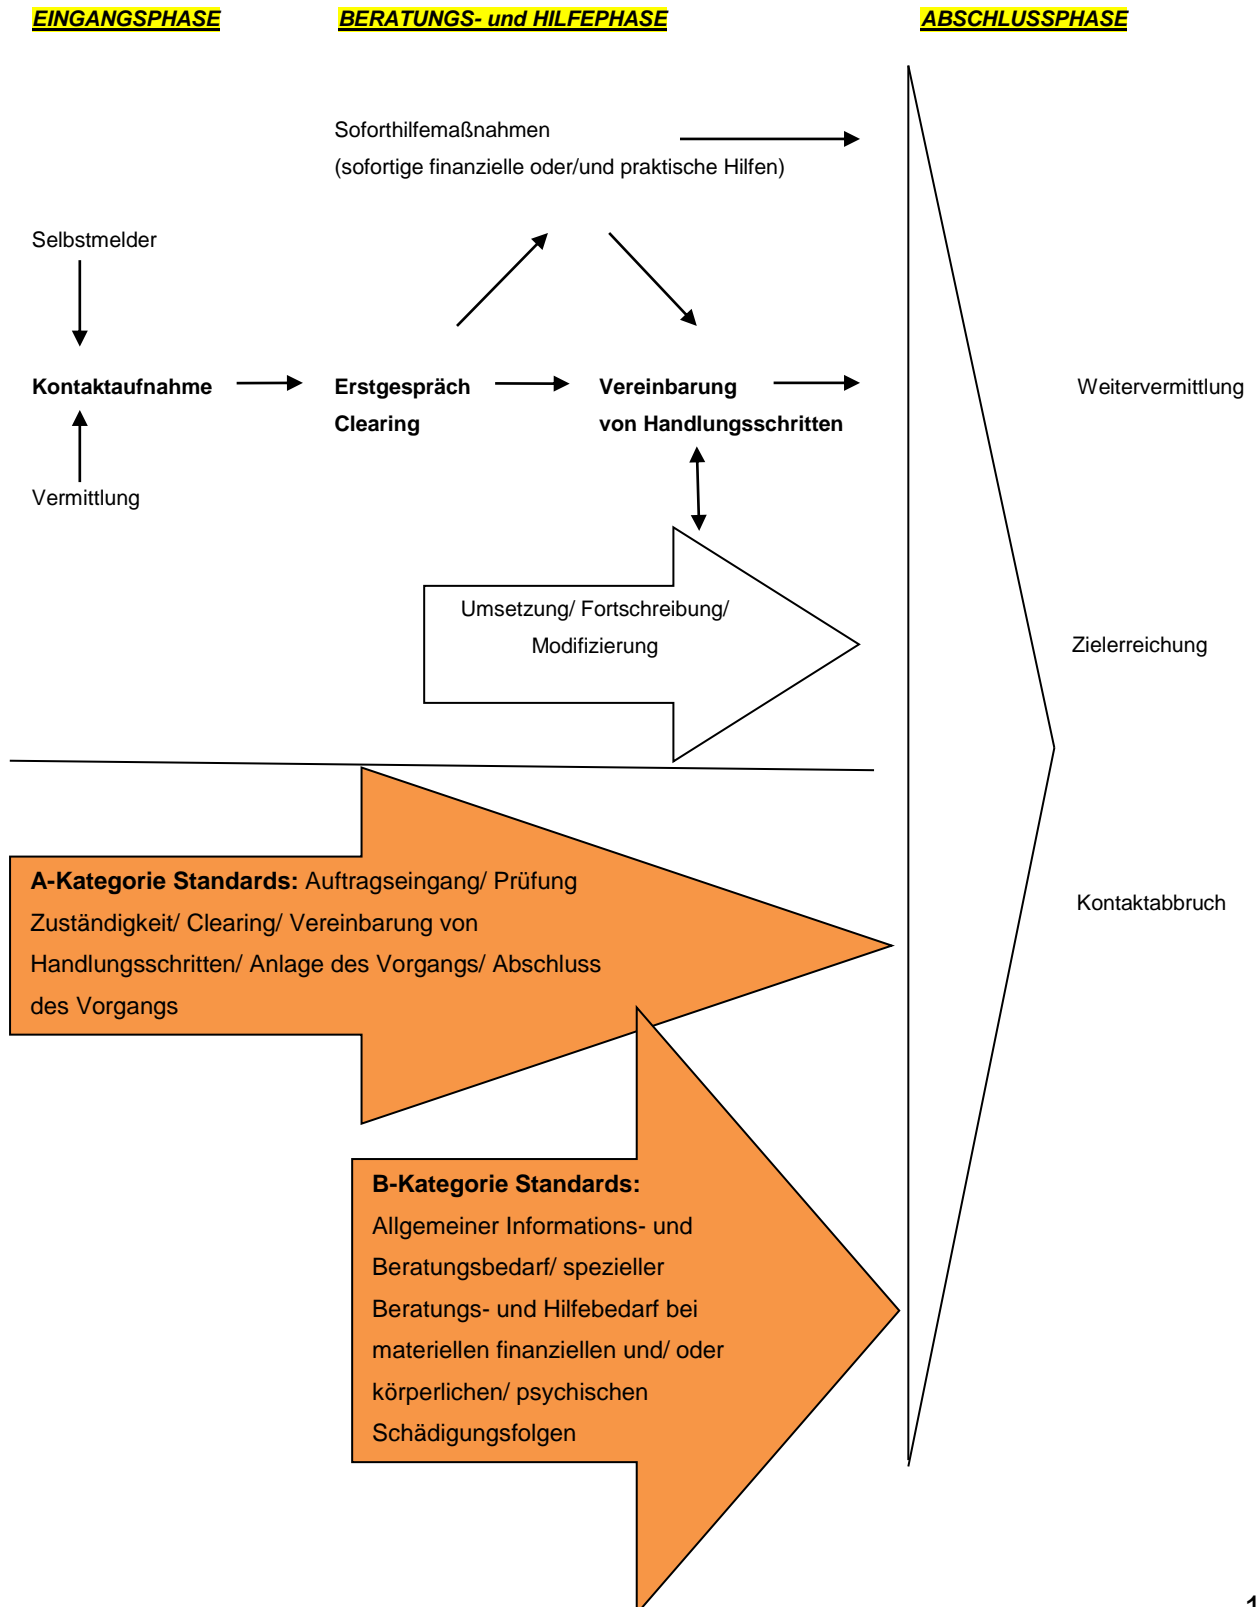 EINGANGSPHASE
BERATUNGS- und HILFEPHASE
ABSCHLUSSPHASE
Soforthilfemaßnahmen
(sofortige finanzielle oder/und praktische Hilfen)
Selbstmelder
Kontaktaufnahme
Erstgespräch
Clearing
Vereinbarung
von Handlungsschritten
Weitervermittlung
Vermittlung
Umsetzung/ Fortschreibung/
Modifizierung
Zielerreichung
A-Kategorie Standards: Auftragseingang/ Prüfung
Zuständigkeit/ Clearing/ Vereinbarung von
Handlungsschritten/ Anlage des Vorgangs/ Abschluss
des Vorgangs
Kontaktabbruch
B-Kategorie Standards:
Allgemeiner Informations- und
Beratungsbedarf/ spezieller
Beratungs- und Hilfebedarf bei
materiellen finanziellen und/ oder
körperlichen/ psychischen
Schädigungsfolgen
1